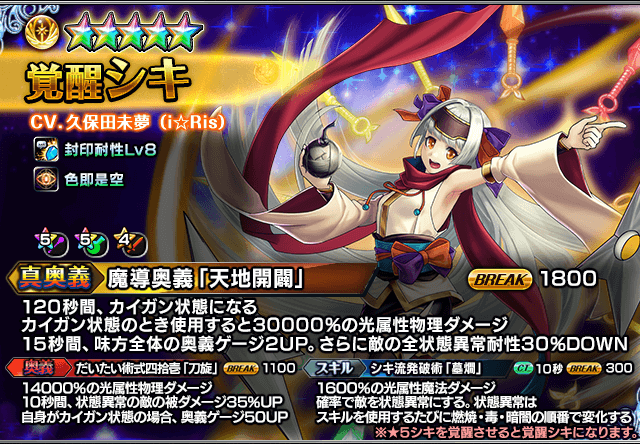 覚醒シキ
CV.久保田未夢(i☆Ris)
封印耐性Lv8
色即是空
5 5 4
真奥義 魔導奥義「天地開闢」 BREAK 1800
120秒間、カイガン状態になる
カイガン状態のとき使用すると30000%の光属性物理ダメージ
15秒間、味方全体の奥義ゲージ2UP。さらに敵の全状態異常耐性30%DOWN
奥義 だいたい術式四拾壱「刀旋」 BREAK 1100
14000%の光属性物理ダメージ
10秒間、状態異常の敵の被ダメージ35%UP
自身がカイガン状態の場合、奥義ゲージ50UP
スキル シキ流発破術「墓燗」 CT 10秒 BREAK 300
1600%の光属性魔法ダメージ
確率で敵を状態異常にする。状態異常は
スキルを使用するたびに燃焼・毒・暗闇の順番で変化する
※★5シキを覚醒させると覚醒シキになります。